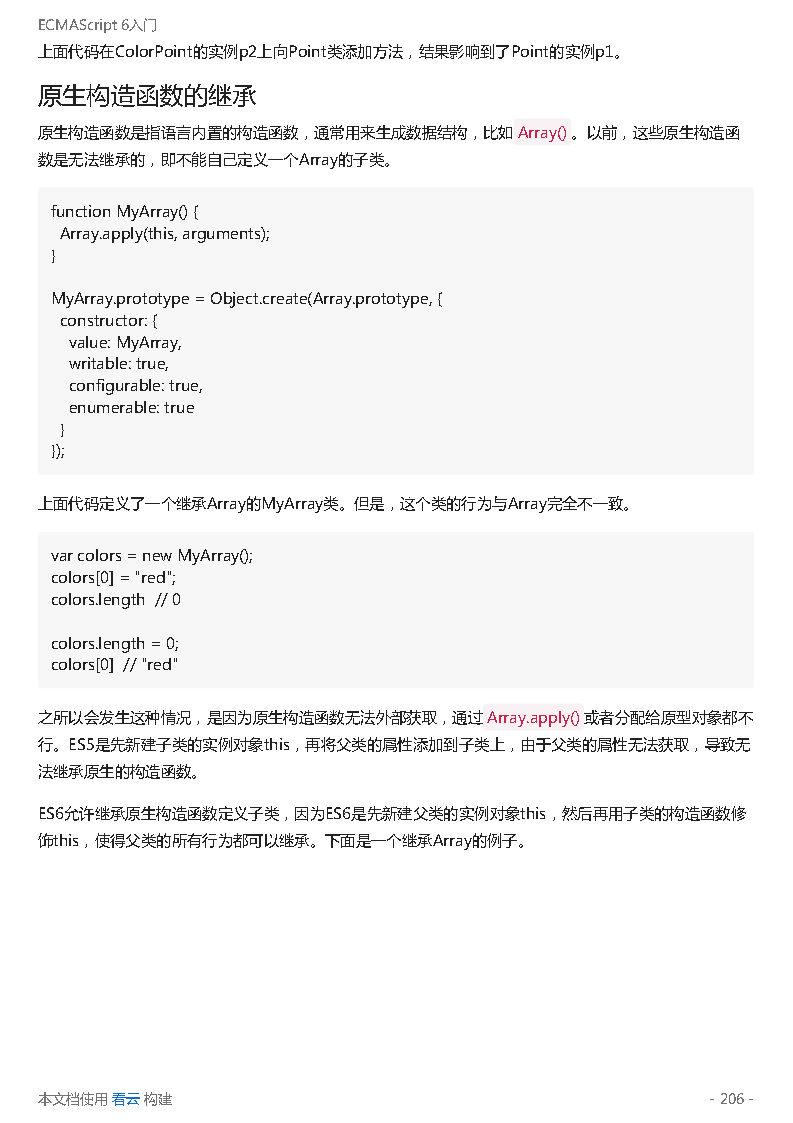 ECMAScript 6入门
上面代码在ColorPoint的实例p2上向Point类添加方法，结果影响到了Point的实例p1。
原生构造函数的继承
原生构造函数是指语言内置的构造函数，通常用来生成数据结构，比如 Array() 。以前，这些原生构造函
数是无法继承的，即不能自己定义一个Array的子类。
function MyArray() {
  Array.apply(this, arguments);
}
MyArray.prototype = Object.create(Array.prototype, {
  constructor: {
    value: MyArray,
    writable: true,
    configurable: true,
    enumerable: true
  }
});
上面代码定义了一个继承Array的MyArray类。但是，这个类的行为与Array完全不一致。
var colors = new MyArray();
colors[0] = "red";
colors.length  // 0
colors.length = 0;
colors[0]  // "red"
之所以会发生这种情况，是因为原生构造函数无法外部获取，通过 Array.apply() 或者分配给原型对象都不
行。ES5是先新建子类的实例对象this，再将父类的属性添加到子类上，由于父类的属性无法获取，导致无
法继承原生的构造函数。
ES6允许继承原生构造函数定义子类，因为ES6是先新建父类的实例对象this，然后再用子类的构造函数修
饰this，使得父类的所有行为都可以继承。下面是一个继承Array的例子。
本文档使用 看云 构建 - 206 -